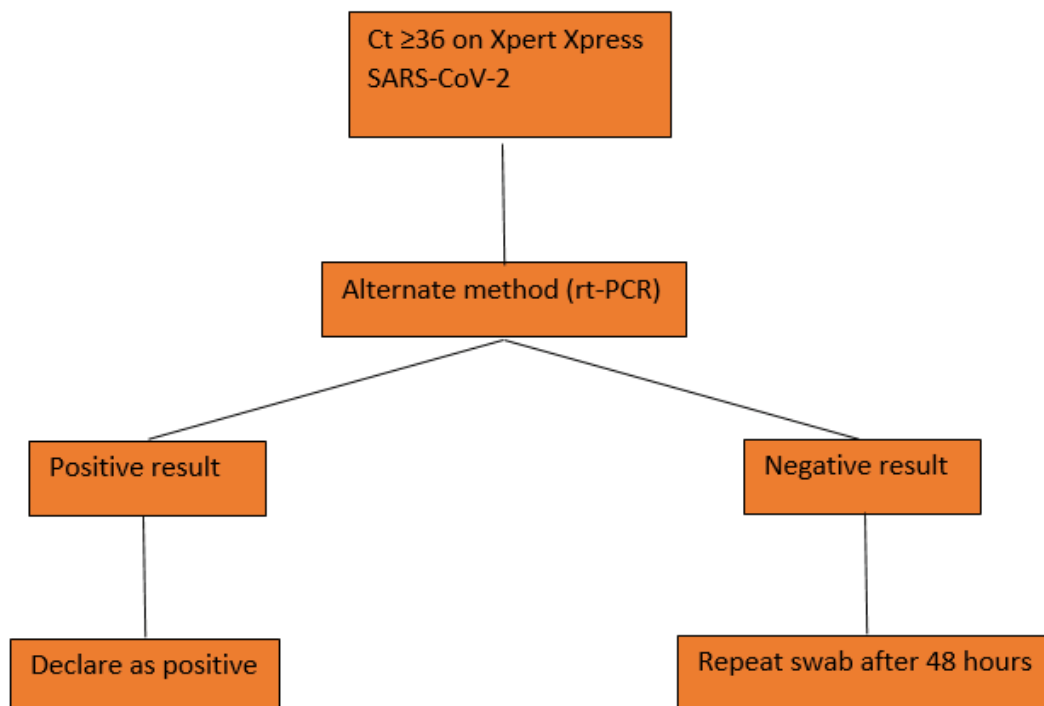 Ct ≥36 on Xpert Xpress
SARS-CoV-2
Alternate method (rt-PCR)
Positive result
Negative result
Declare as positive
Repeat swab after 48 hours